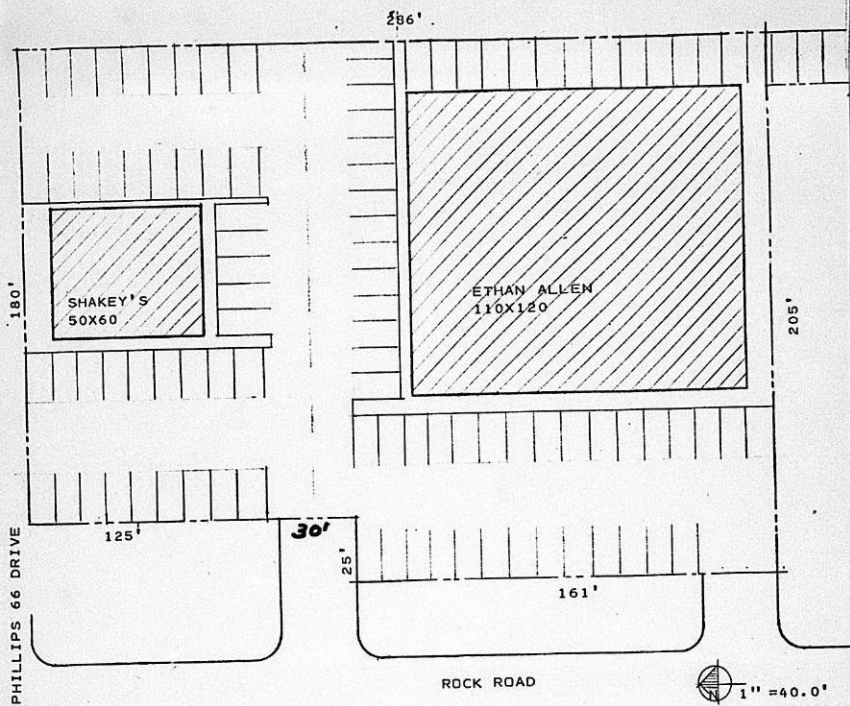 286'
180'
SHAKEY'S
50X60
ETHAN ALLEN
110X120
205'
125'
30'
25'
161'
PHILLIPS 66 DRIVE
ROCK ROAD
N
1" =40.0'